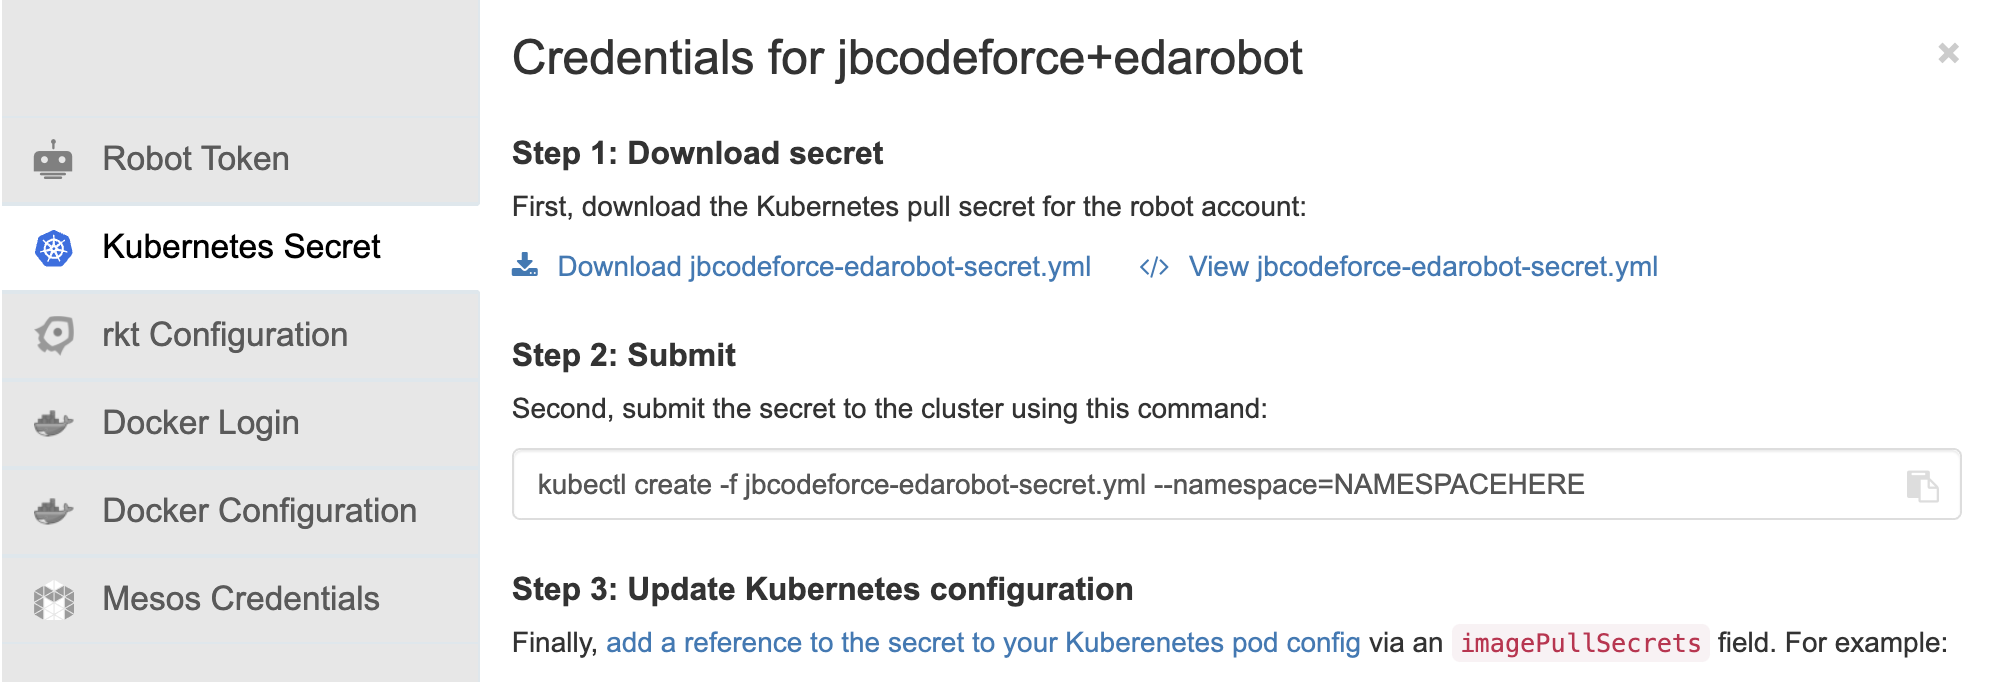 Credentials for jbcodeforce+edarobot
Robot Token
Kubernetes Secret
rkt Configuration
Docker Login
Docker Configuration
Mesos Credentials
Step 1: Download secret
First, download the Kubernetes pull secret for the robot account:
Download jbcodeforce-edarobot-secret.yml </> View jbcodeforce-edarobot-secret.yml
Step 2: Submit
Second, submit the secret to the cluster using this command:
kubectl create -f jbcodeforce-edarobot-secret.yml --namespace=NAMESPACEHERE
Step 3: Update Kubernetes configuration
Finally, add a reference to the secret to your Kuberenetes pod config via an imagePullSecrets field. For example: